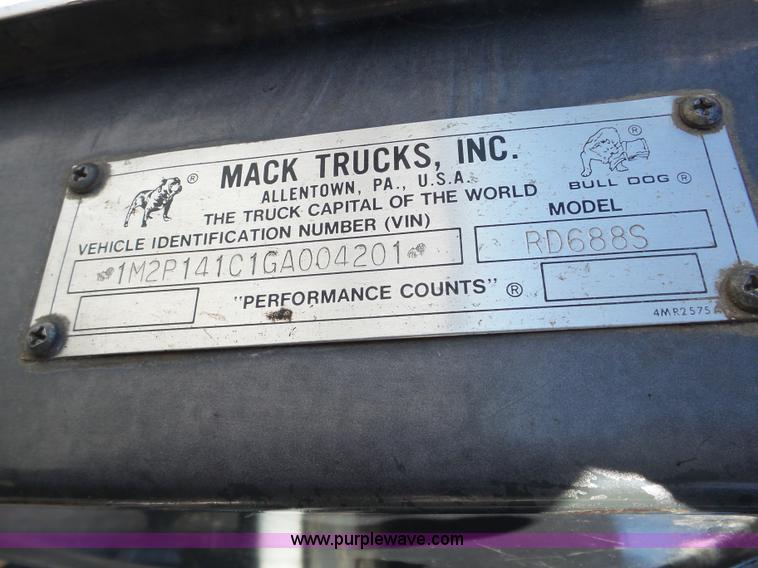 MACK TRUCKS, INC.
ALLENTOWN, PA., U.S.A.
THE TRUCK CAPITAL OF THE WORLD
BULL DOG ®
VEHICLE IDENTIFICATION NUMBER (VIN)
MODEL
1M2P141C1GA004201
RD688S
"PERFORMANCE COUNTS" ®
4MR2575A
www.purplewave.com